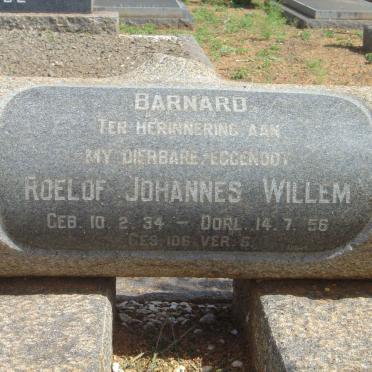 BARNARD
TER HERINNERING AAN
MY DIERBARE EGGENOOT
ROELOF JOHANNES WILLEM
GEB. 10.2.34 — OORL. 14.7.56
GES. 106 VER. 6.